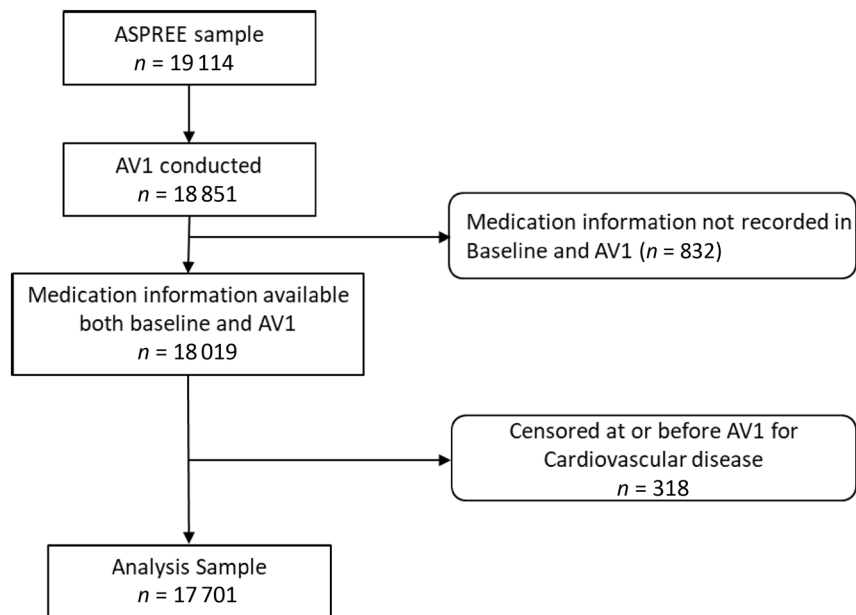 ASPREE sample
n = 19 114
AV1 conducted
n = 18 851
Medication information not recorded in
Baseline and AV1 (n = 832)
Medication information available
both baseline and AV1
n = 18 019
Censored at or before AV1 for
Cardiovascular disease
n = 318
Analysis Sample
n = 17 701